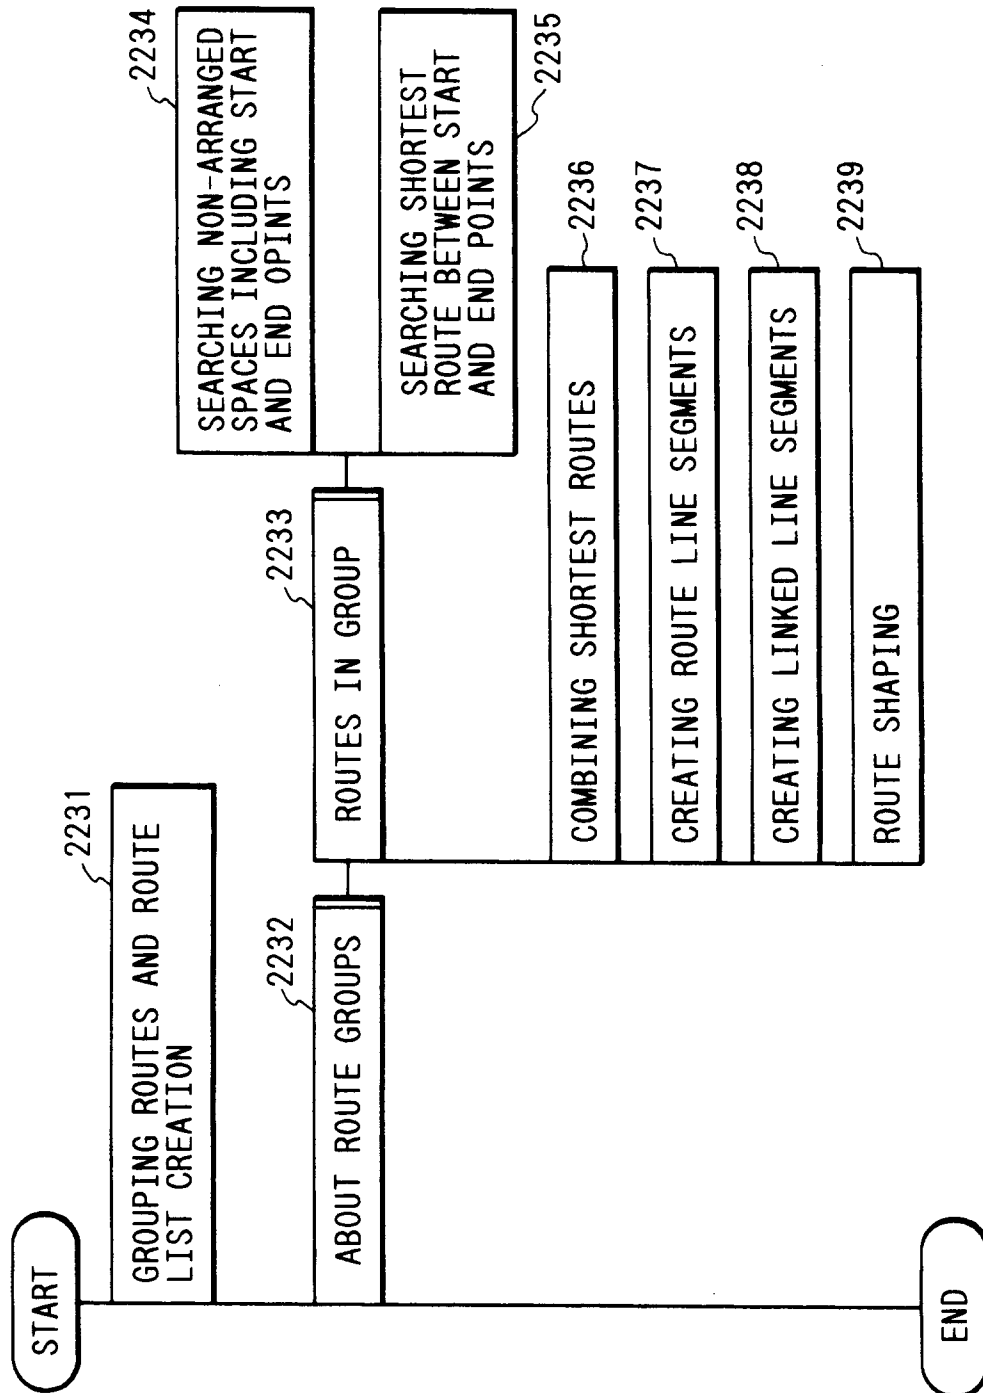 START
2231
GROUPING ROUTES AND ROUTE
LIST CREATION
2232
ABOUT ROUTE GROUPS
2233
ROUTES IN GROUP
2234
SEARCHING NON-ARRANGED
SPACES INCLUDING START
AND END OPINTS
2235
SEARCHING SHORTEST
ROUTE BETWEEN START
AND END POINTS
2236
COMBINING SHORTEST ROUTES
2237
CREATING ROUTE LINE SEGMENTS
2238
CREATING LINKED LINE SEGMENTS
2239
ROUTE SHAPING
END